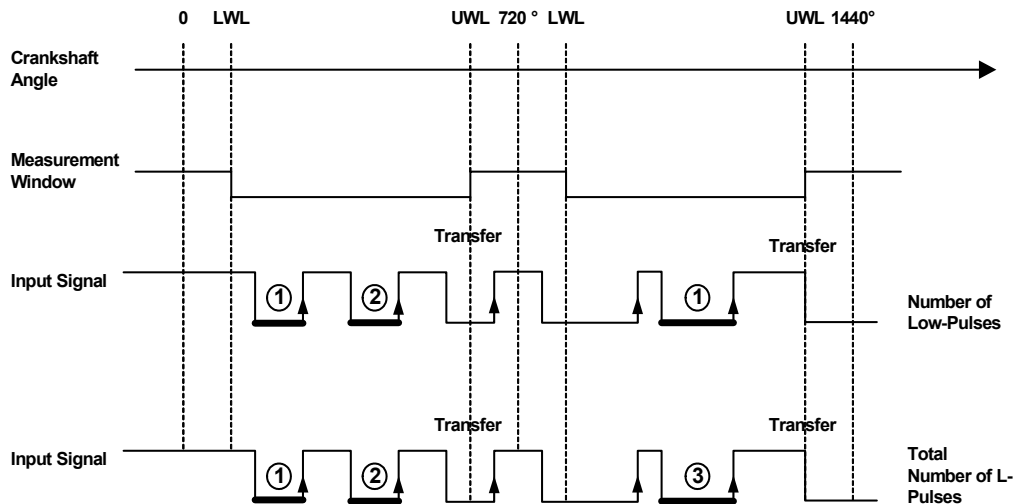 0 LWL UWL 720 ° LWL UWL 1440°
Crankshaft
Angle
Measurement
Window
Transfer Transfer
Input Signal
1 2 1
Number of
Low-Pulses
Transfer Transfer
Input Signal
1 2 3
Total
Number of L-
Pulses